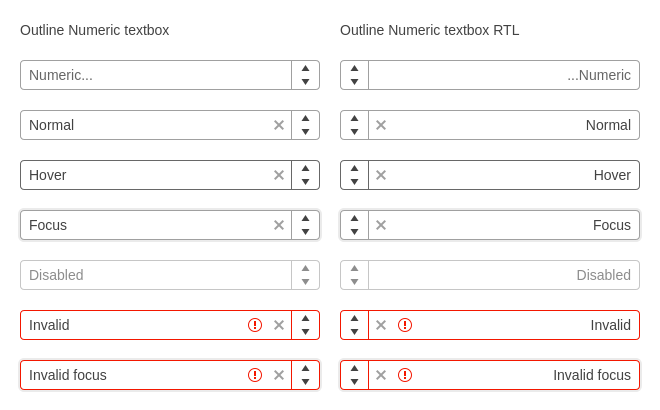 Outline Numeric textbox
Numeric...
Normal
Hover
Focus
Disabled
Invalid
Invalid focus
Outline Numeric textbox RTL
...Numeric
Normal
Hover
Focus
Disabled
Invalid
Invalid focus